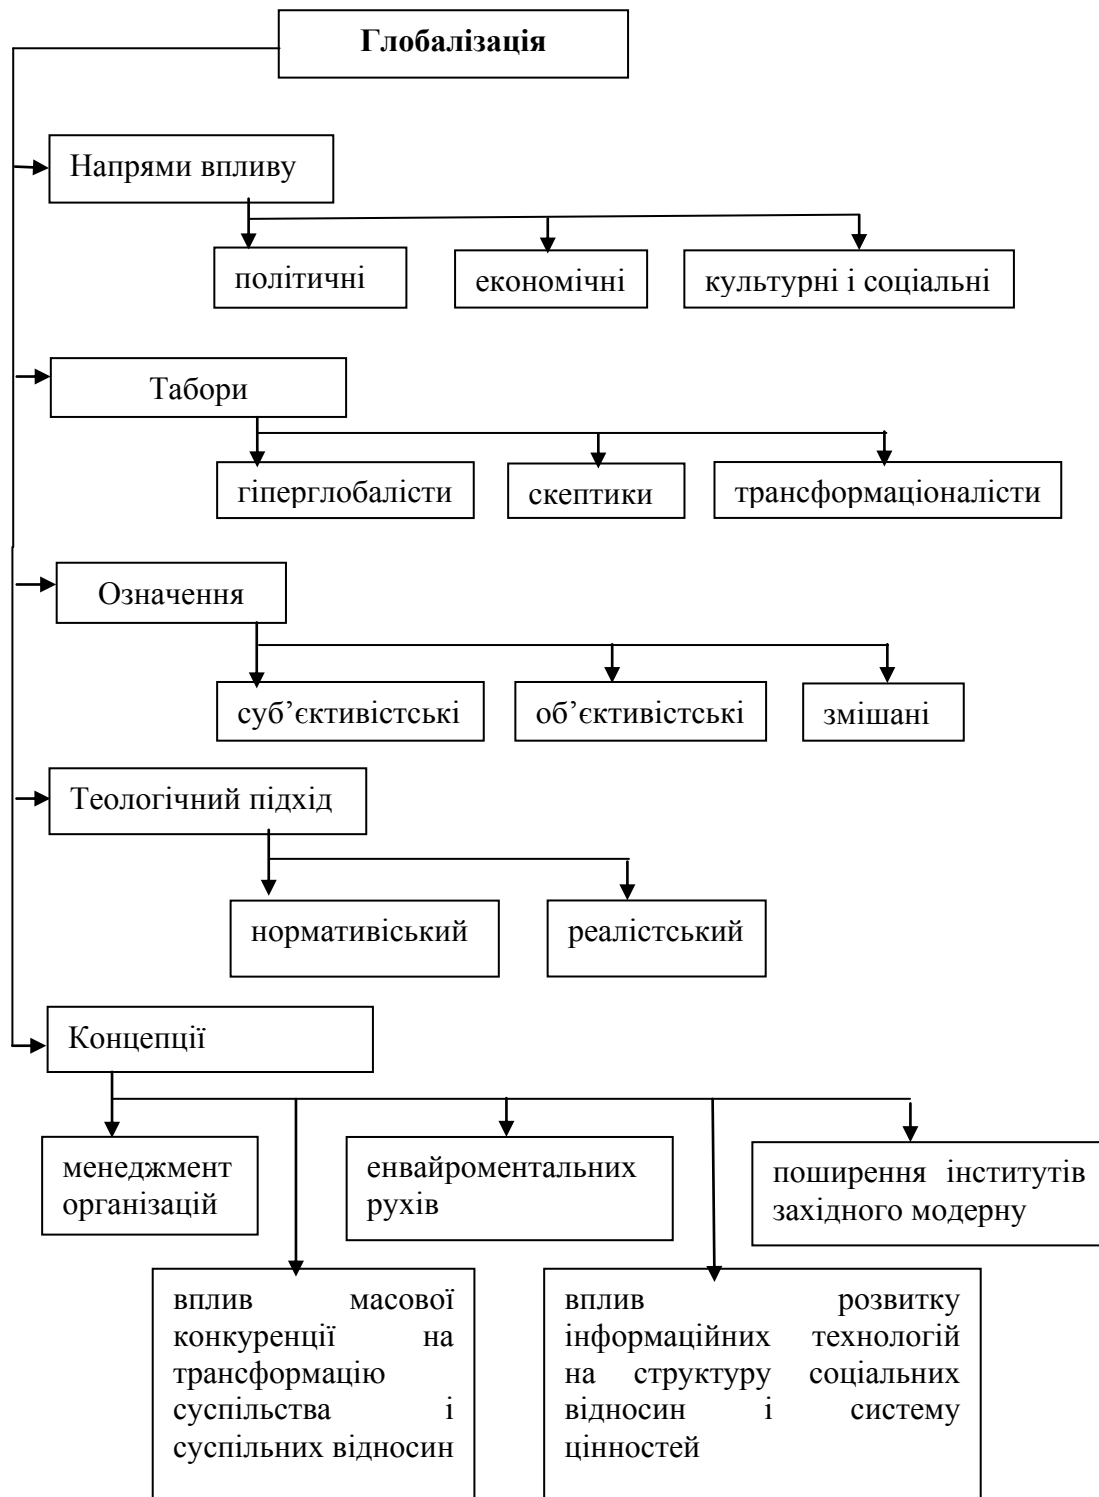 Глобалізація
Напрями впливу
політичні
економічні
культурні і соціальні
Табори
гіперглобалісти
скептики
трансформаціоналісти
Означення
суб’єктивістські
об’єктивістські
змішані
Теологічний підхід
нормативіський
реалістський
Концепції
менеджмент
організацій
енвайроментальних
рухів
поширення інститутів
західного модерну
вплив масової
конкуренції на
трансформацію
суспільства і
суспільних відносин
вплив розвитку
інформаційних технологій
на структуру соціальних
відносин і систему
цінностей